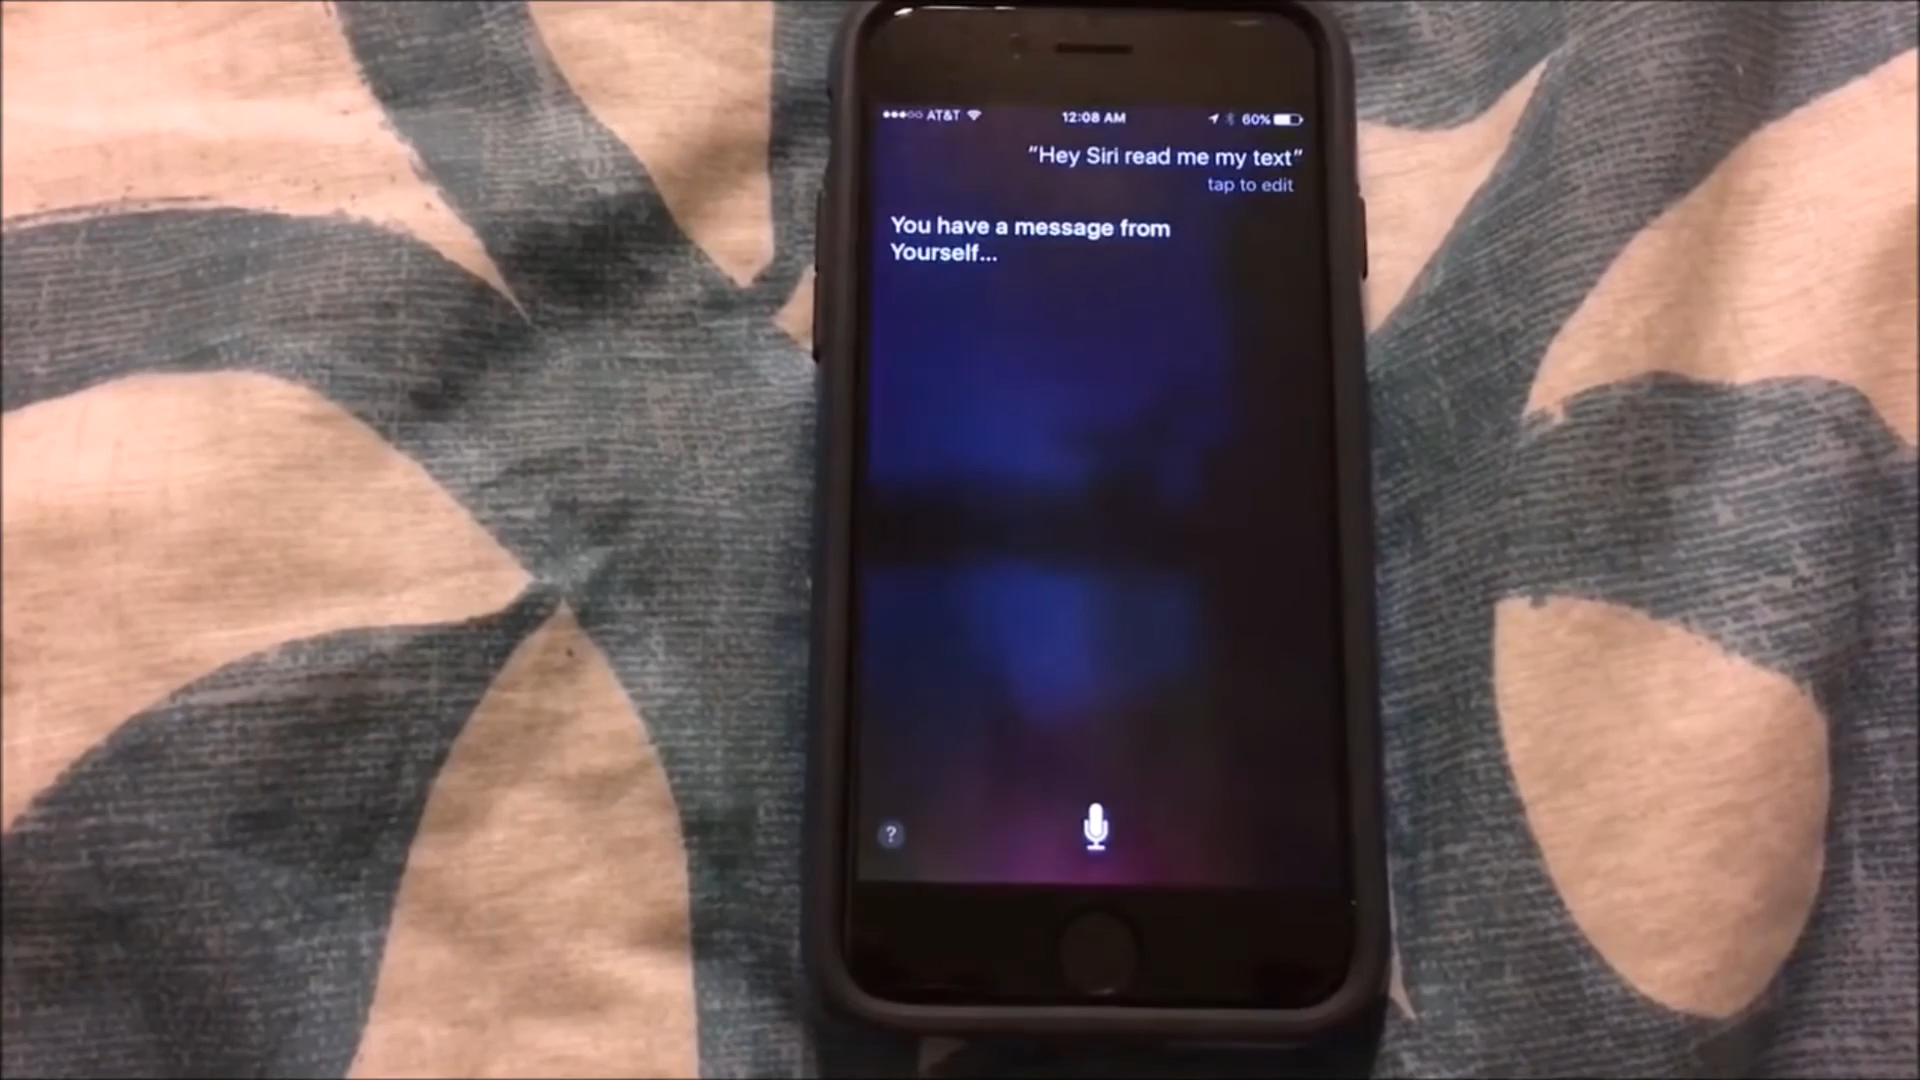 AT&T 12:08 AM 60%
“Hey Siri read me my text”
tap to edit
You have a message from
Yourself...
?